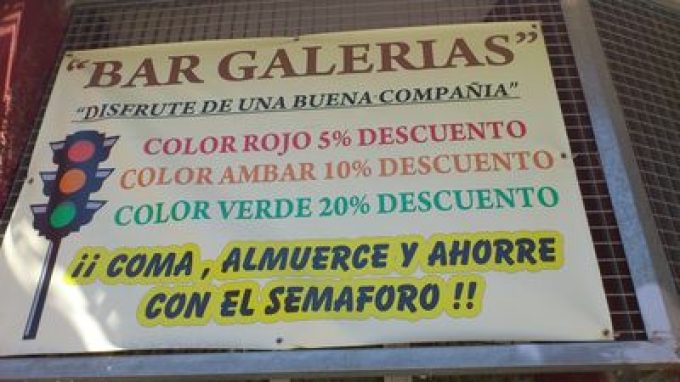 “BAR GALERIAS”
“DISFRUTE DE UNA BUENA COMPAÑIA”
COLOR ROJO 5% DESCUENTO
COLOR AMBAR 10% DESCUENTO
COLOR VERDE 20% DESCUENTO
¡¡ COMA , ALMUERCE Y AHORRE
CON EL SEMAFORO !!